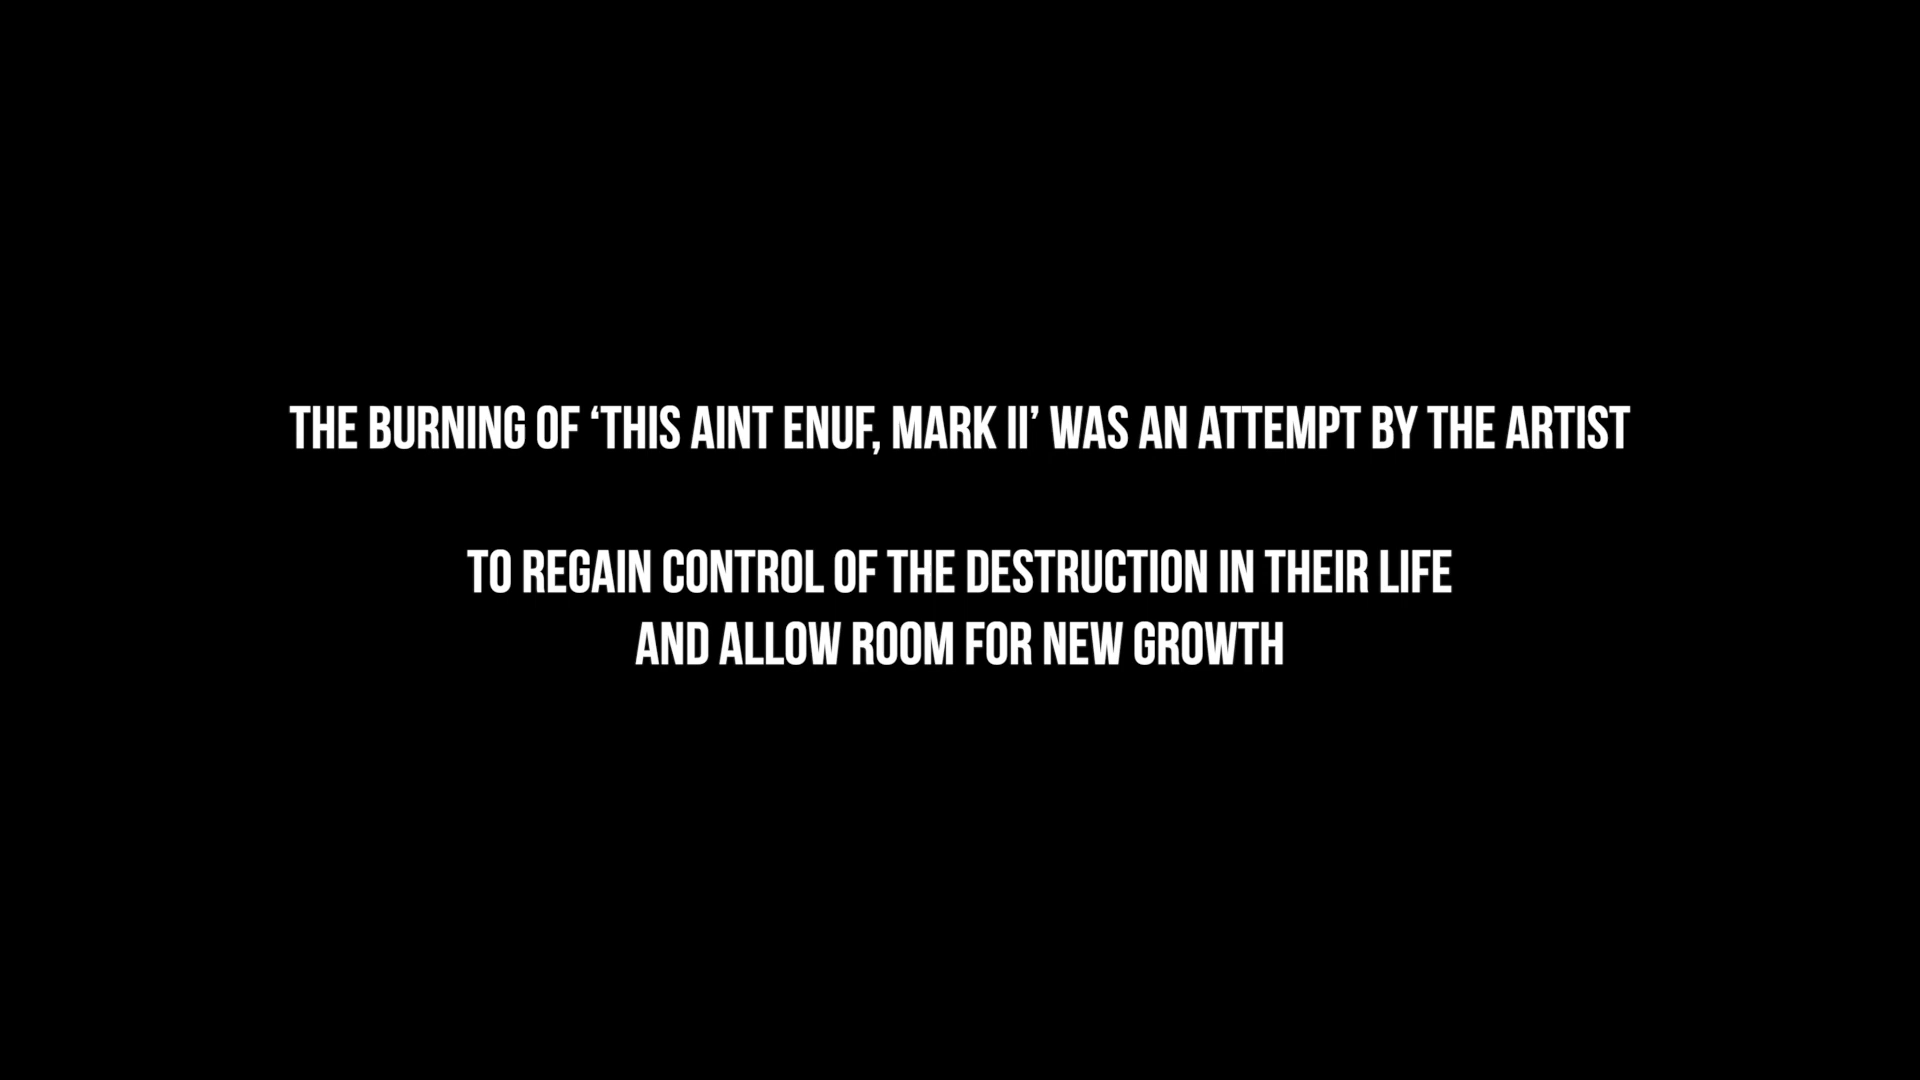 THE BURNING OF ‘THIS AINT ENUF, MARK II’ WAS AN ATTEMPT BY THE ARTIST
TO REGAIN CONTROL OF THE DESTRUCTION IN THEIR LIFE
AND ALLOW ROOM FOR NEW GROWTH